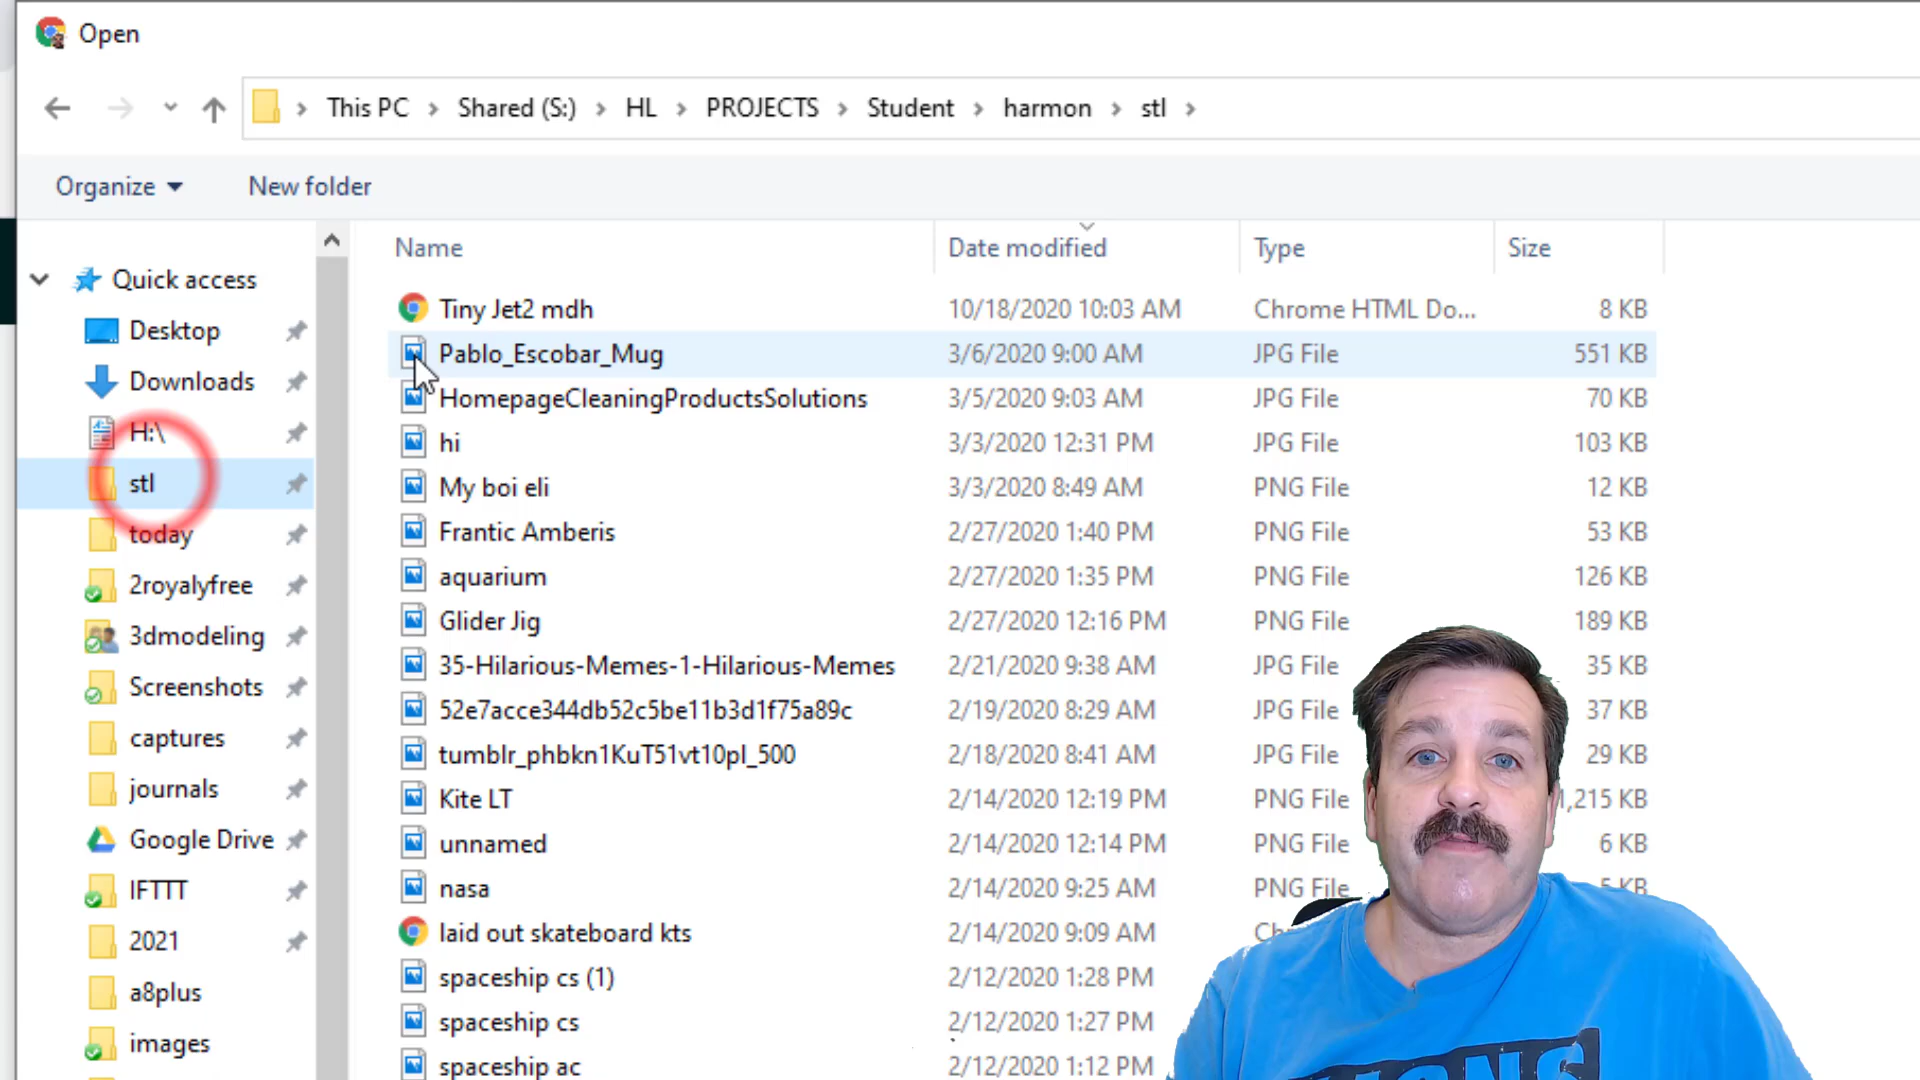 Open
This PC > Shared (S:) > HL > PROJECTS > Student > harmon > stl >
Organize New folder
Name Date modified Type Size
Quick access
Desktop
Downloads
H:\
stl
today
2royalyfree
3dmodeling
Screenshots
captures
journals
Google Drive
IFTTT
2021
a8plus
images
Tiny Jet2 mdh 10/18/2020 10:03 AM Chrome HTML Do... 8 KB
Pablo_Escobar_Mug 3/6/2020 9:00 AM JPG File 551 KB
HomepageCleaningProductsSolutions 3/5/2020 9:03 AM JPG File 70 KB
hi 3/3/2020 12:31 PM JPG File 103 KB
My boi eli 3/3/2020 8:49 AM PNG File 12 KB
Frantic Amberis 2/27/2020 1:40 PM PNG File 53 KB
aquarium 2/27/2020 1:35 PM PNG File 126 KB
Glider Jig 2/27/2020 12:16 PM PNG File 189 KB
35-Hilarious-Memes-1-Hilarious-Memes 2/21/2020 9:38 AM JPG File 35 KB
52e7acce344db52c5be11b3d1f75a89c 2/19/2020 8:29 AM JPG File 37 KB
tumblr_phbkn1KuT51vt10pl_500 2/18/2020 8:41 AM JPG File 29 KB
Kite LT 2/14/2020 12:19 PM PNG File 1,215 KB
unnamed 2/14/2020 12:14 PM PNG File 6 KB
nasa 2/14/2020 9:25 AM PNG File KB
laid out skateboard kts 2/14/2020 9:09 AM
spaceship cs (1) 2/12/2020 1:28 PM
spaceship cs 2/12/2020 1:27 PM
spaceship ac 2/12/2020 1:12 PM